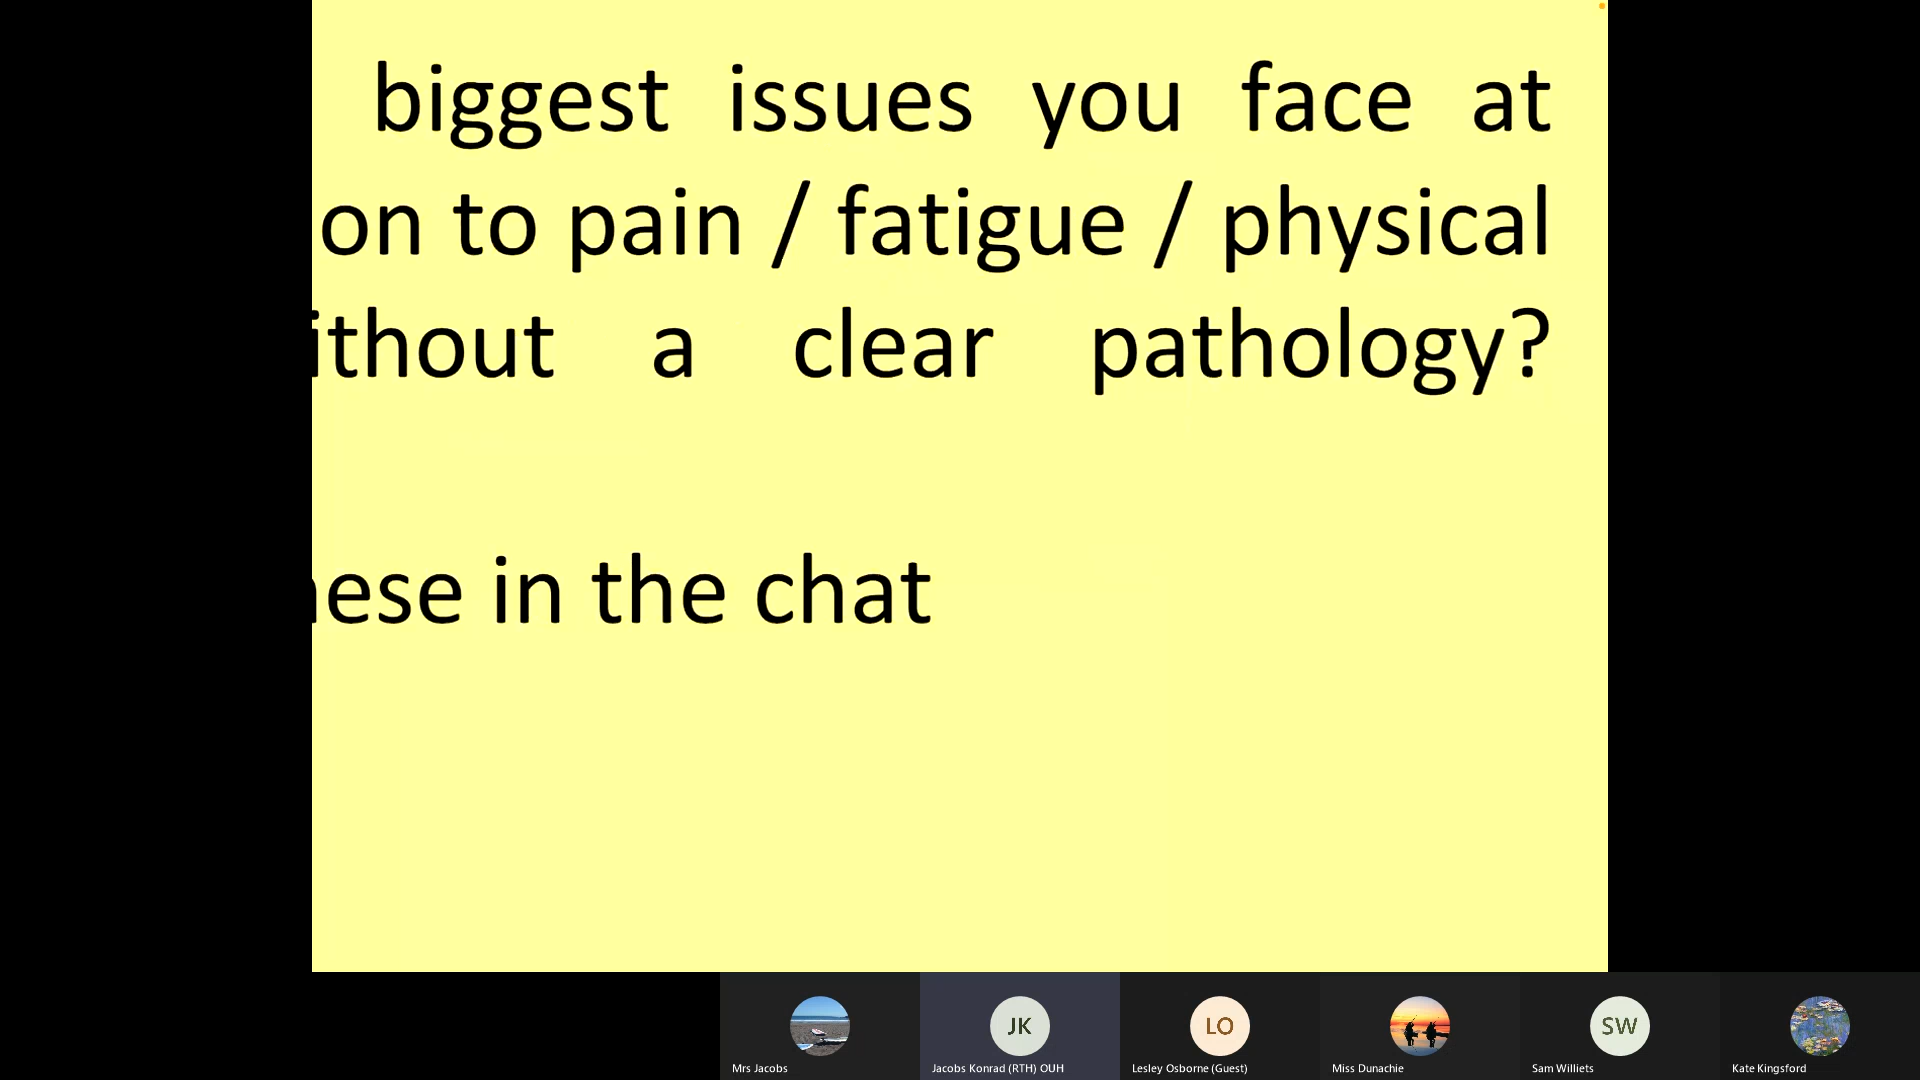 biggest issues you face at
on to pain / fatigue / physical
ithout a clear pathology?
ese in the chat
JK
LO
SW
Mrs Jacobs
Jacobs Konrad (RTH) OUH
Lesley Osborne (Guest)
Miss Dunachie
Sam Williets
Kate Kingsford